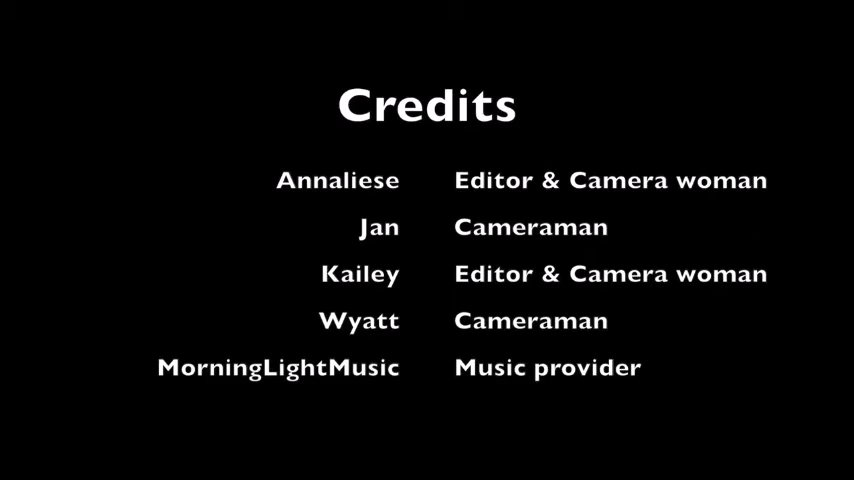 Credits
Annaliese Editor & Camera woman
Jan Cameraman
Kailey Editor & Camera woman
Wyatt Cameraman
MorningLightMusic Music provider